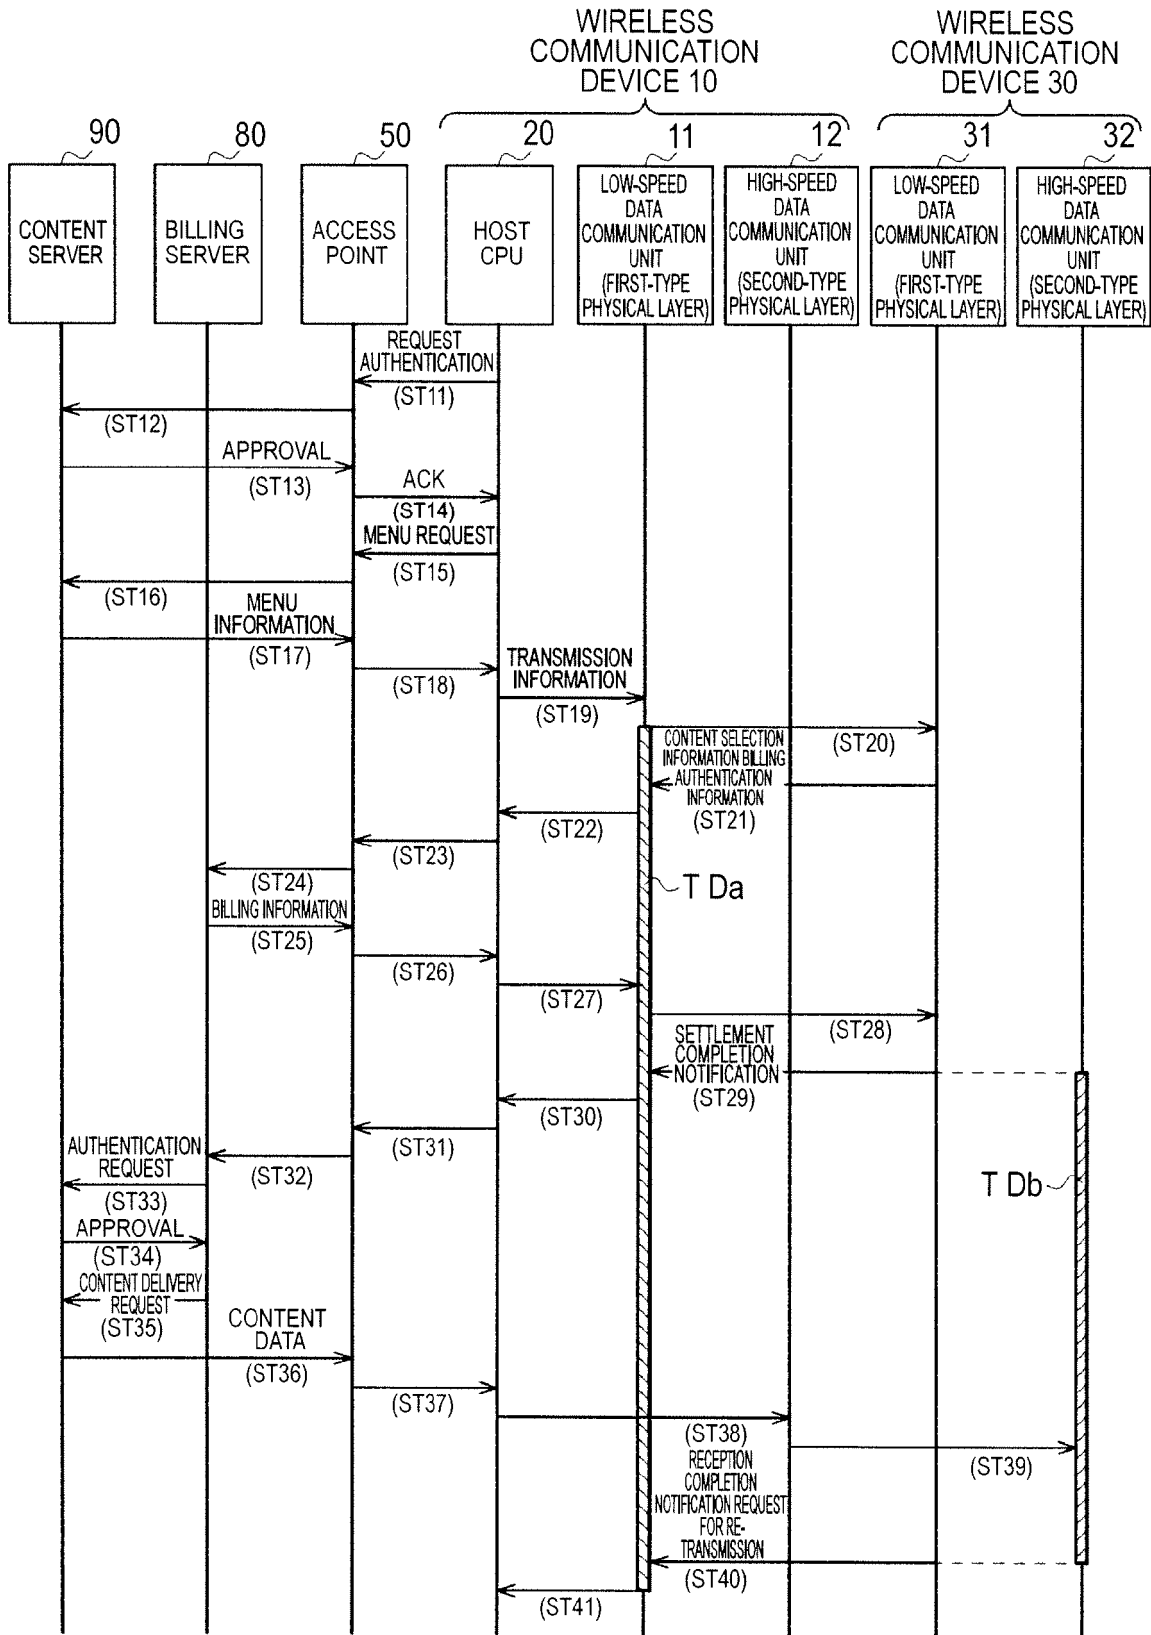 WIRELESS
COMMUNICATION
DEVICE 10
WIRELESS
COMMUNICATION
DEVICE 30
90
80
50
20
11
12
31
32
CONTENT
SERVER
BILLING
SERVER
ACCESS
POINT
HOST
CPU
LOW-SPEED
DATA
COMMUNICATION
UNIT
(FIRST-TYPE
PHYSICAL LAYER)
HIGH-SPEED
DATA
COMMUNICATION
UNIT
(SECOND-TYPE
PHYSICAL LAYER)
LOW-SPEED
DATA
COMMUNICATION
UNIT
(FIRST-TYPE
PHYSICAL LAYER)
HIGH-SPEED
DATA
COMMUNICATION
UNIT
(SECOND-TYPE
PHYSICAL LAYER)
REQUEST
AUTHENTICATION
(ST11)
(ST12)
APPROVAL
(ST13)
ACK
(ST14)
MENU REQUEST
(ST15)
(ST16)
MENU
INFORMATION
(ST17)
(ST18)
TRANSMISSION
INFORMATION
(ST19)
(ST20)
CONTENT SELECTION
INFORMATION BILLING
AUTHENTICATION
INFORMATION
(ST21)
(ST22)
(ST23)
(ST24)
T Da
BILLING INFORMATION
(ST25)
(ST26)
(ST27)
(ST28)
SETTLEMENT
COMPLETION
NOTIFICATION
(ST29)
(ST30)
(ST31)
(ST32)
AUTHENTICATION
REQUEST
(ST33)
T Db
APPROVAL
(ST34)
CONTENT DELIVERY
REQUEST
(ST35)
CONTENT
DATA
(ST36)
(ST37)
(ST38)
(ST39)
RECEPTION
COMPLETION
NOTIFICATION REQUEST
FOR RE-
TRANSMISSION
(ST40)
(ST41)